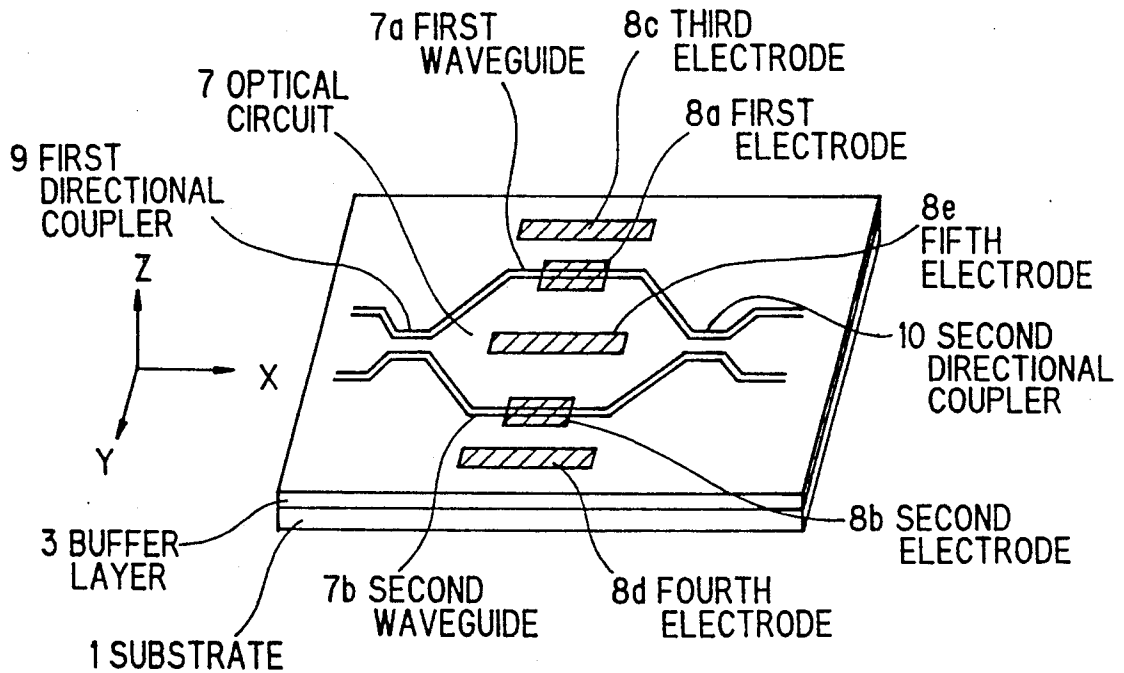 7a FIRST
WAVEGUIDE
8c THIRD
ELECTRODE
7 OPTICAL
CIRCUIT
8a FIRST
ELECTRODE
9 FIRST
DIRECTIONAL
COUPLER
8e
FIFTH
ELECTRODE
Z
X
Y
10 SECOND
DIRECTIONAL
COUPLER
3 BUFFER
LAYER
7b SECOND
WAVEGUIDE
8d FOURTH
ELECTRODE
8b SECOND
ELECTRODE
1 SUBSTRATE